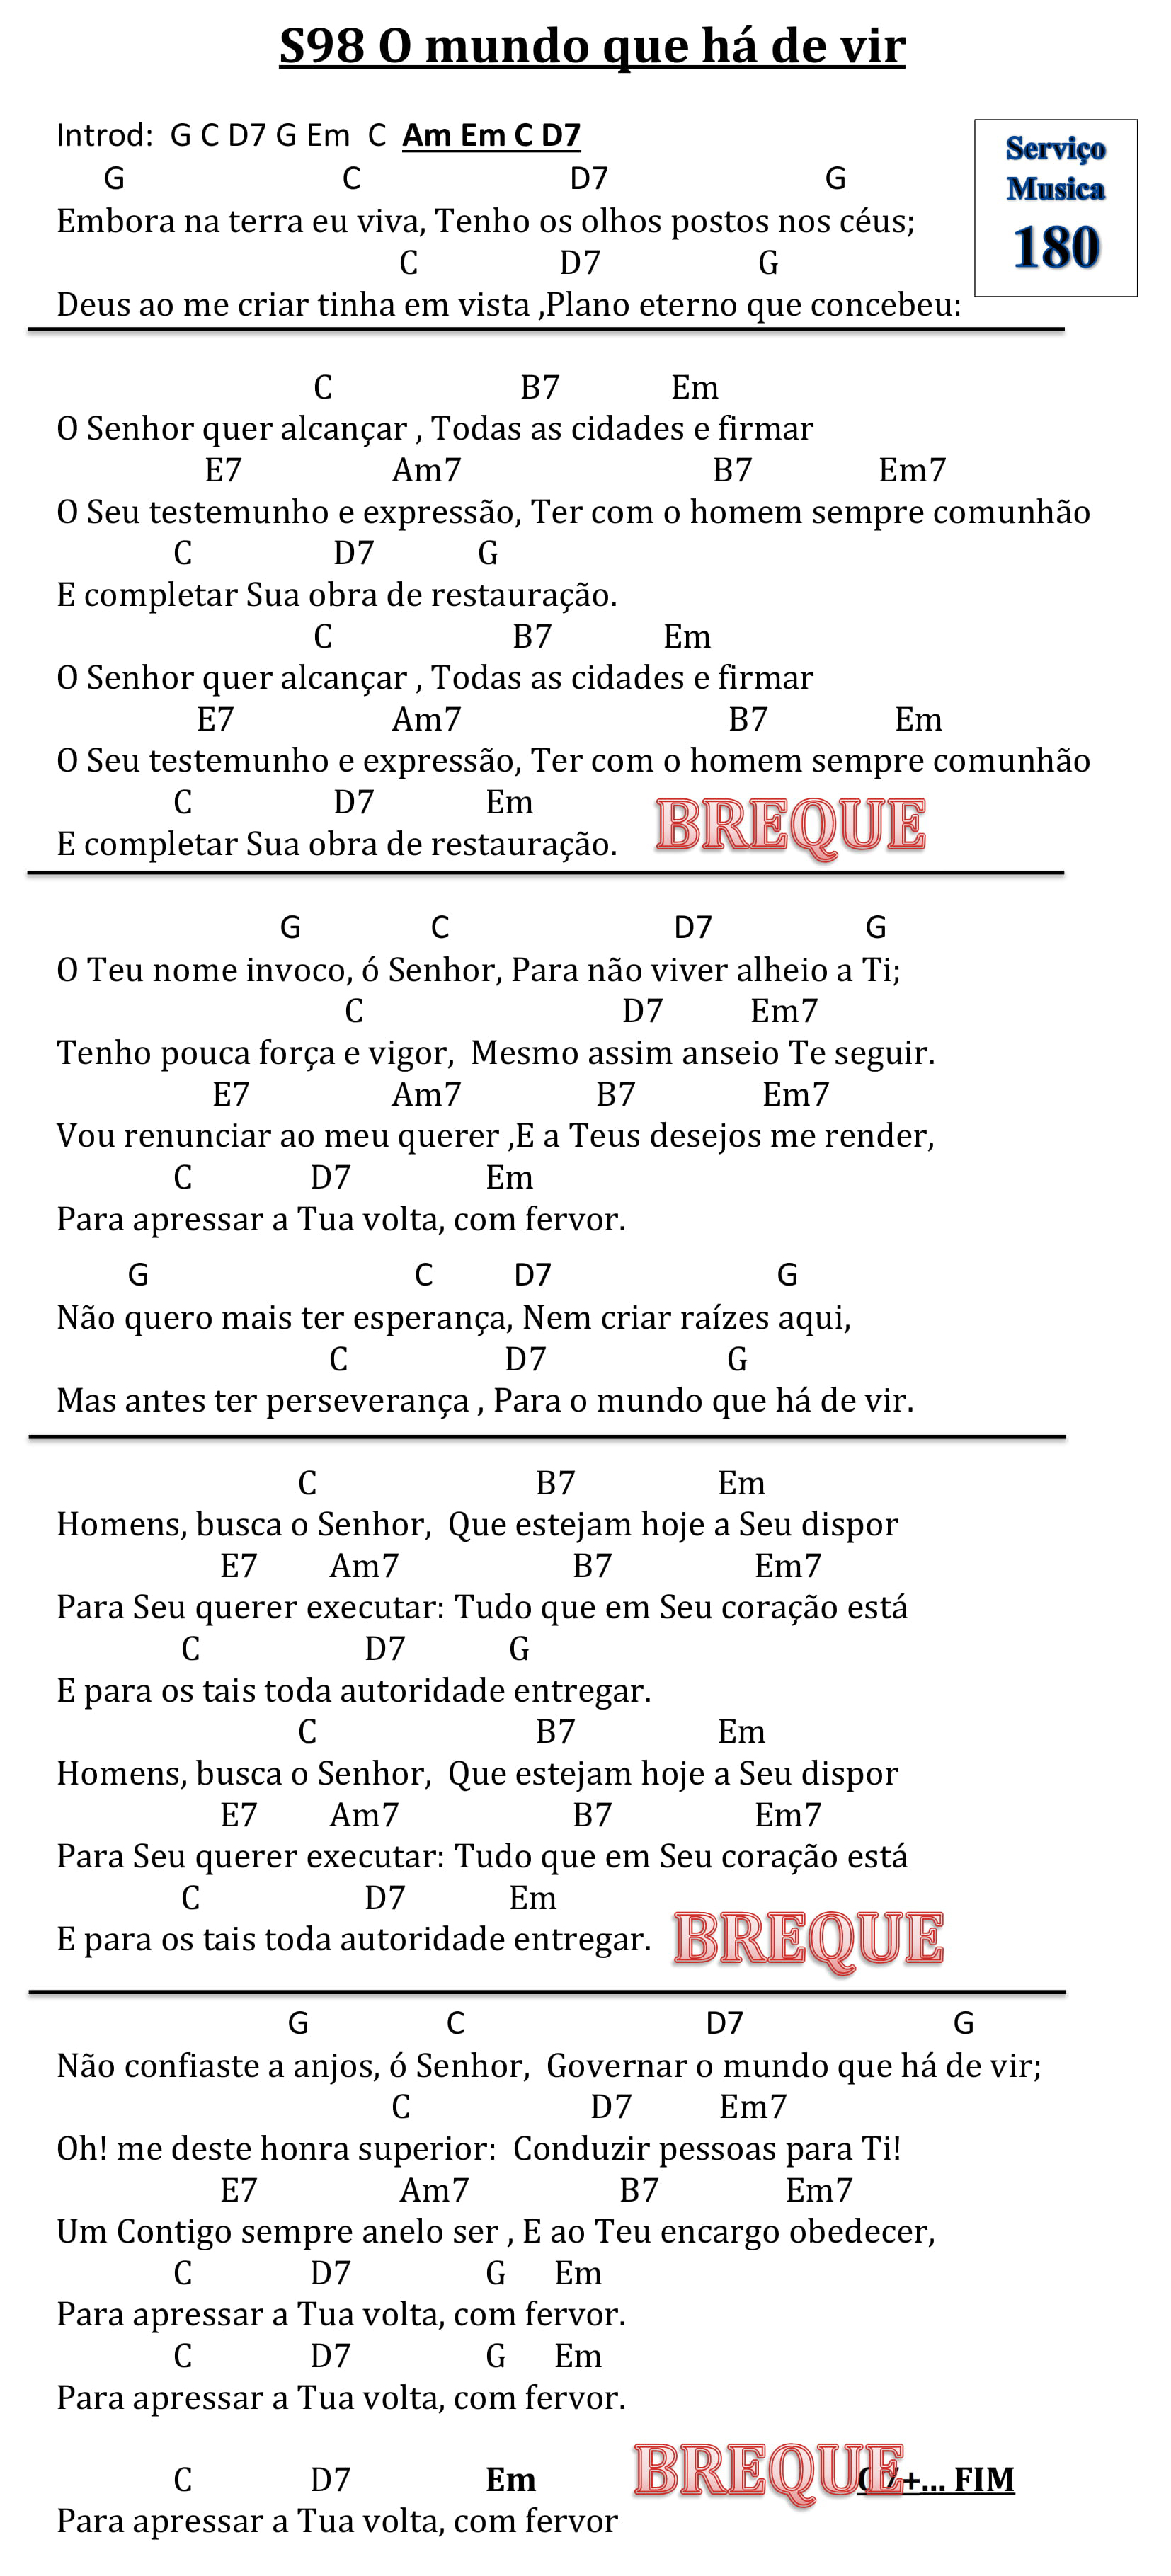 S98 O mundo que há de vir
Introd:  G C D7 G Em  C  Am Em C D7
Serviço
Musica
180
G C D7 G
Embora na terra eu viva, Tenho os olhos postos nos céus;
C D7 G
Deus ao me criar tinha em vista ,Plano eterno que concebeu:
C B7 Em
O Senhor quer alcançar , Todas as cidades e firmar
E7 Am7 B7 Em7
O Seu testemunho e expressão, Ter com o homem sempre comunhão
C D7 G
E completar Sua obra de restauração.
C B7 Em
O Senhor quer alcançar , Todas as cidades e firmar
E7 Am7 B7 Em
O Seu testemunho e expressão, Ter com o homem sempre comunhão
C D7 Em
E completar Sua obra de restauração. BREQUE
G C D7 G
O Teu nome invoco, ó Senhor, Para não viver alheio a Ti;
C D7 Em7
Tenho pouca força e vigor,  Mesmo assim anseio Te seguir.
E7 Am7 B7 Em7
Vou renunciar ao meu querer ,E a Teus desejos me render,
C D7 Em
Para apressar a Tua volta, com fervor.
G C D7 G
Não quero mais ter esperança, Nem criar raízes aqui,
C D7 G
Mas antes ter perseverança , Para o mundo que há de vir.
C B7 Em
Homens, busca o Senhor,  Que estejam hoje a Seu dispor
E7 Am7 B7 Em7
Para Seu querer executar: Tudo que em Seu coração está
C D7 G
E para os tais toda autoridade entregar.
C B7 Em
Homens, busca o Senhor,  Que estejam hoje a Seu dispor
E7 Am7 B7 Em7
Para Seu querer executar: Tudo que em Seu coração está
C D7 Em
E para os tais toda autoridade entregar. BREQUE
G C D7 G
Não confiaste a anjos, ó Senhor,  Governar o mundo que há de vir;
C D7 Em7
Oh! me deste honra superior:  Conduzir pessoas para Ti!
E7 Am7 B7 Em7
Um Contigo sempre anelo ser , E ao Teu encargo obedecer,
C D7 G Em
Para apressar a Tua volta, com fervor.
C D7 G Em
Para apressar a Tua volta, com fervor.
C D7 Em BREQUE FIM
Para apressar a Tua volta, com fervor